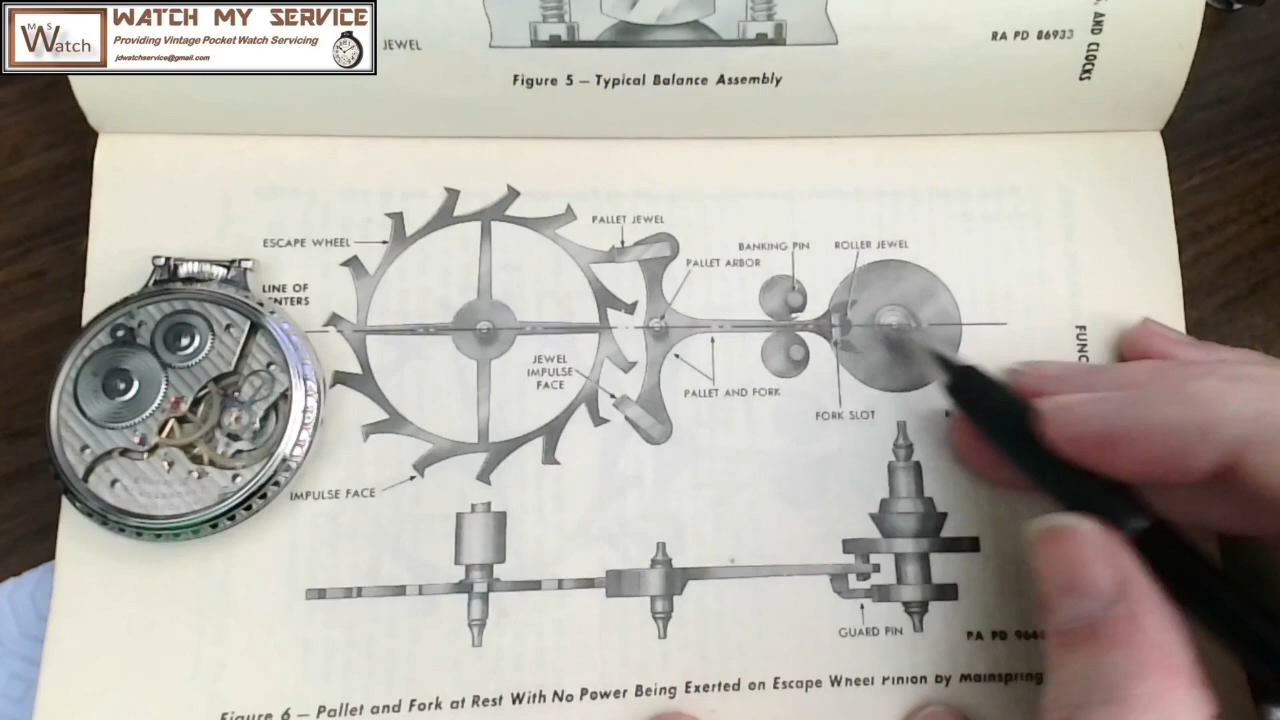 M S
Watch
WATCH MY SERVICE
Providing Vintage Pocket Watch Servicing
jdwatchservice@gmail.com
JEWEL
RA PD 86933
AND CLOCKS
Figure 5 — Typical Balance Assembly
PALLET JEWEL
ESCAPE WHEEL
BANKING PIN
ROLLER JEWEL
PALLET ARBOR
LINE OF
JEWEL
IMPULSE
FACE
PALLET AND FORK
FORK SLOT
IMPULSE FACE
GUARD PIN
Figure 6 — Pallet and Fork at Rest With No Power Being Exerted on Escape Wheel Pinion by Mainspring